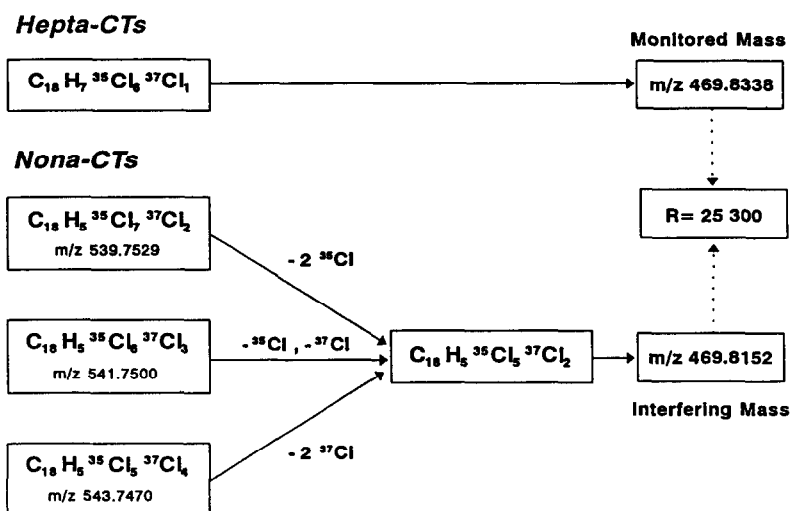 Hepta-CTs
Monitored Mass
C₁₈ H₇ ³⁵Cl₆ ³⁷Cl₁
m/z 469.8338
Nona-CTs
C₁₈ H₅ ³⁵Cl₇ ³⁷Cl₂
m/z 539.7529
R= 25 300
- 2 ³⁵Cl
C₁₈ H₅ ³⁵Cl₆ ³⁷Cl₃
m/z 541.7500
-³⁵Cl , -³⁷Cl
C₁₈ H₅ ³⁵Cl₅ ³⁷Cl₂
m/z 469.8152
Interfering Mass
- 2 ³⁷Cl
C₁₈ H₅ ³⁵Cl₅ ³⁷Cl₄
m/z 543.7470